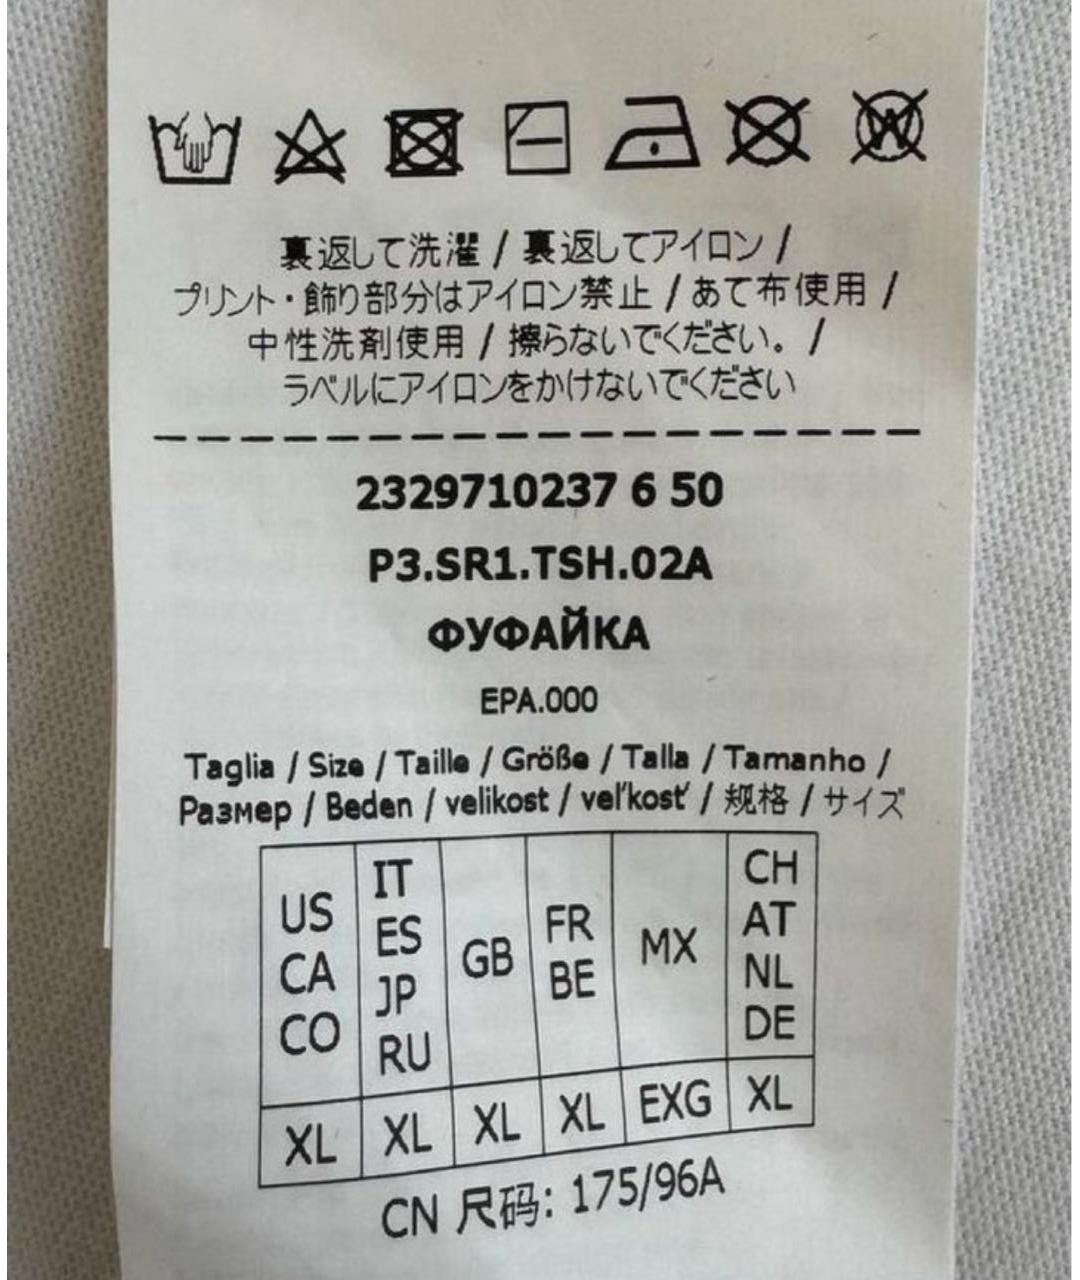 裏返して洗濯 / 裏返してアイロン /
プリント・飾り部分はアイロン禁止 / あて布使用 /
中性洗剤使用 / 擦らないでください。 /
ラベルにアイロンをかけないでください
2329710237 6 50
P3.SR1.TSH.02A
ФУФАЙКА
EPA.000
Taglia / Size / Taille / Größe / Talla / Tamanho /
Размер / Beden / velikost / veľkosť / 规格 / サイズ
US CA CO
IT ES JP RU
GB
FR BE
MX
CH AT NL DE
XL XL XL XL EXG XL
CN 尺码: 175/96A